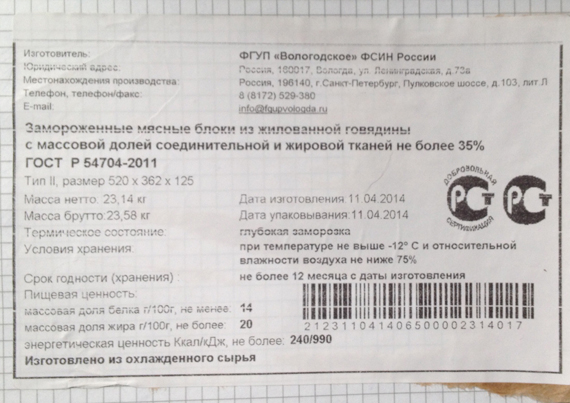 Изготовитель: ФГУП «Вологодское» ФСИН России
Юридический адрес: Россия, 160017, Вологда, ул. Ленинградская, д.73а
Местонахождения производства: Россия, 196140, г.Санкт-Петербург, Пулковское шоссе, д.103, лит.Л
Телефон, телефон/факс: 8 (8172) 529-380
E-mail: info@fgupvologda.ru
Замороженные мясные блоки из жилованной говядины
с массовой долей соединительной и жировой тканей не более 35%
ГОСТ Р 54704-2011
Тип II, размер 520 x 362 x 125
Масса нетто: 23,14 кг Дата изготовления:11.04.2014
Масса брутто:23,58 кг Дата упаковывания:11.04.2014
Термическое состояние: глубокая заморозка
Условия хранения: при температуре не выше -12° С и относительной
влажности воздуха не ниже 75%
Срок годности (хранения) : не более 12 месяца с даты изготовления
Пищевая ценность:
массовая доля белка г/100г, не менее: 14
массовая доля жира г/100г, не более: 20
энергетическая ценность Ккал/кДж, не более: 240/990
Изготовлено из охлажденного сырья
ДОБРОВОЛЬНАЯ
РСТ
СЕРТИФИКАЦИЯ
РСТ
21231104140650000002314017